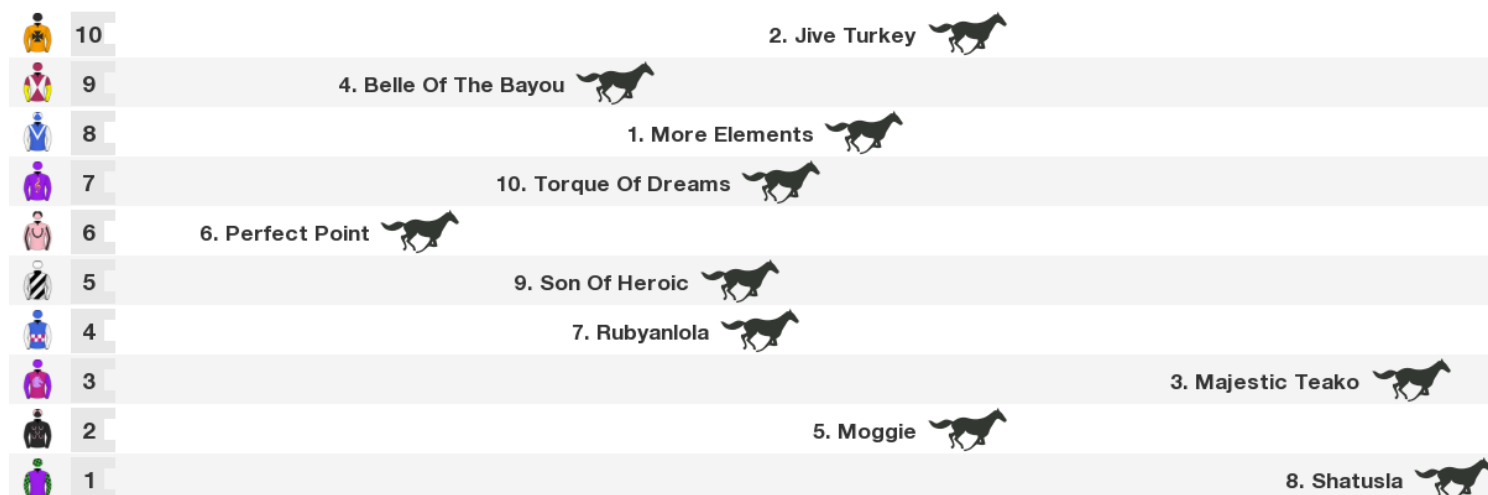 10 2. Jive Turkey
9 4. Belle Of The Bayou
8 1. More Elements
7 10. Torque Of Dreams
6 6. Perfect Point
5 9. Son Of Heroic
4 7. Rubyanlola
3 3. Majestic Teako
2 5. Moggie
1 8. Shatusla